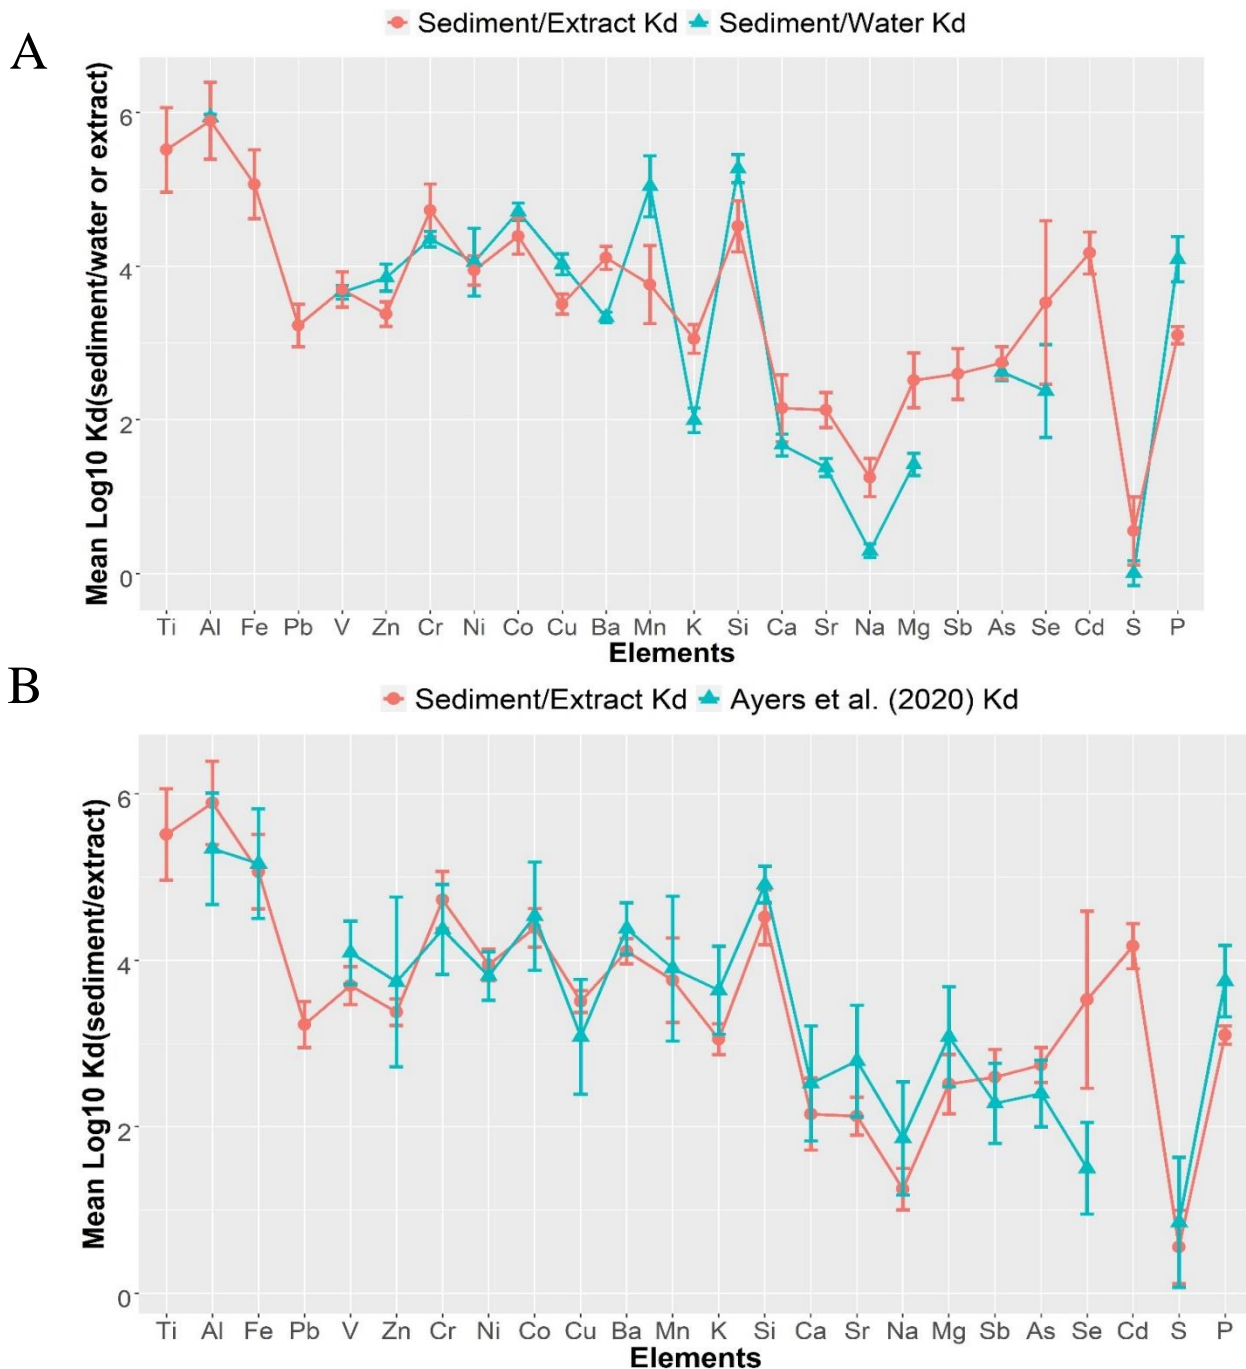 A
Sediment/Extract Kd Sediment/Water Kd
Mean Log10 Kd(sediment/water or extract)
6
4
2
0
Ti Al Fe Pb V Zn Cr Ni Co Cu Ba Mn K Si Ca Sr Na Mg Sb As Se Cd S P
Elements
B
Sediment/Extract Kd Ayers et al. (2020) Kd
Mean Log10 Kd(sediment/extract)
6
4
2
0
Ti Al Fe Pb V Zn Cr Ni Co Cu Ba Mn K Si Ca Sr Na Mg Sb As Se Cd S P
Elements